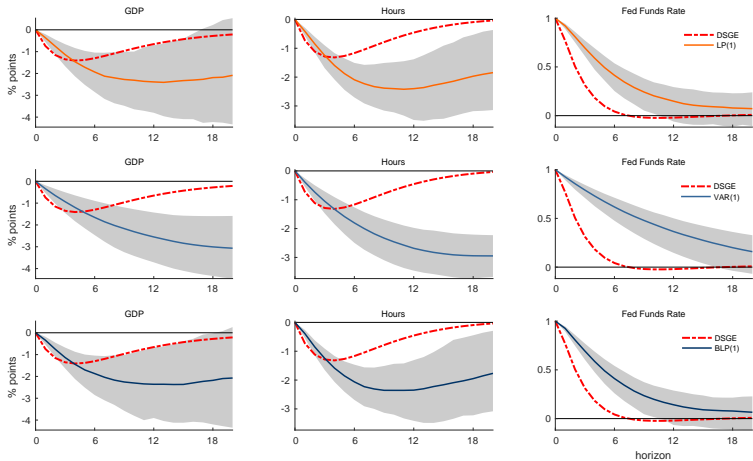 GDP
Hours
Fed Funds Rate
% points
0
-1
-2
-3
-4
0 6 12 18
0
-1
-2
-3
0 6 12 18
1
0.5
0
0 6 12 18
DSGE
LP(1)
GDP
Hours
Fed Funds Rate
% points
0
-1
-2
-3
-4
0 6 12 18
0
-1
-2
-3
0 6 12 18
1
0.5
0
0 6 12 18
DSGE
VAR(1)
GDP
Hours
Fed Funds Rate
% points
0
-1
-2
-3
-4
0 6 12 18
0
-1
-2
-3
0 6 12 18
1
0.5
0
0 6 12 18
DSGE
BLP(1)
horizon